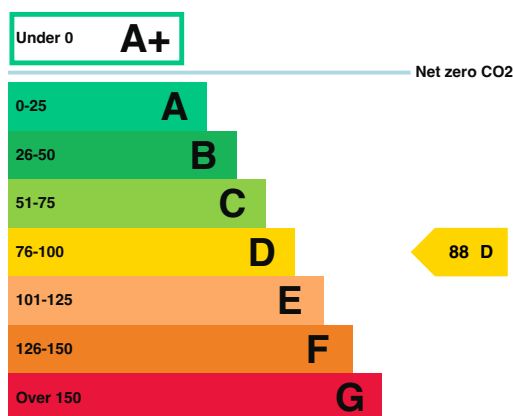 Under 0 A+
Net zero CO2
0-25 A
26-50 B
51-75 C
76-100 D
88 D
101-125 E
126-150 F
Over 150 G